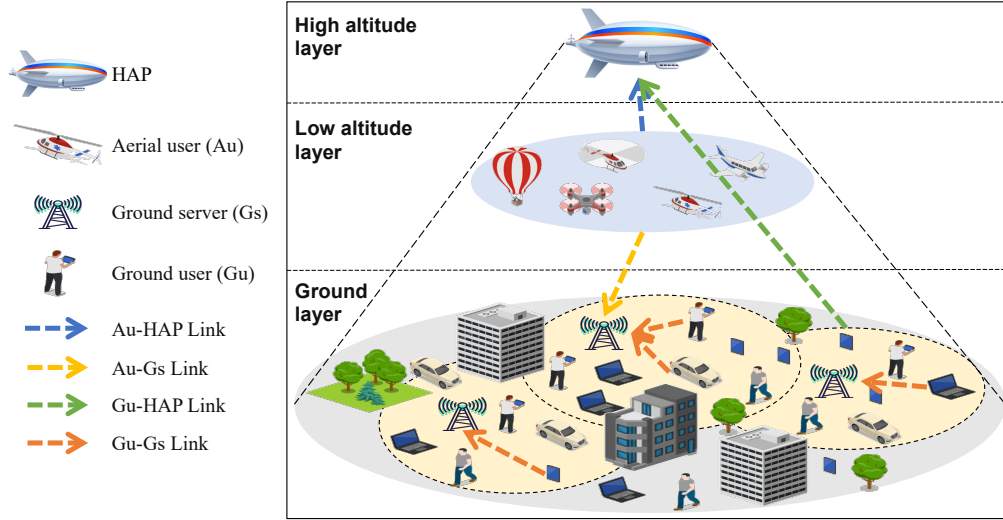 HAP
Aerial user (Au)
Ground server (Gs)
Ground user (Gu)
Au-HAP Link
Au-Gs Link
Gu-HAP Link
Gu-Gs Link
High altitude
layer
Low altitude
layer
Ground
layer